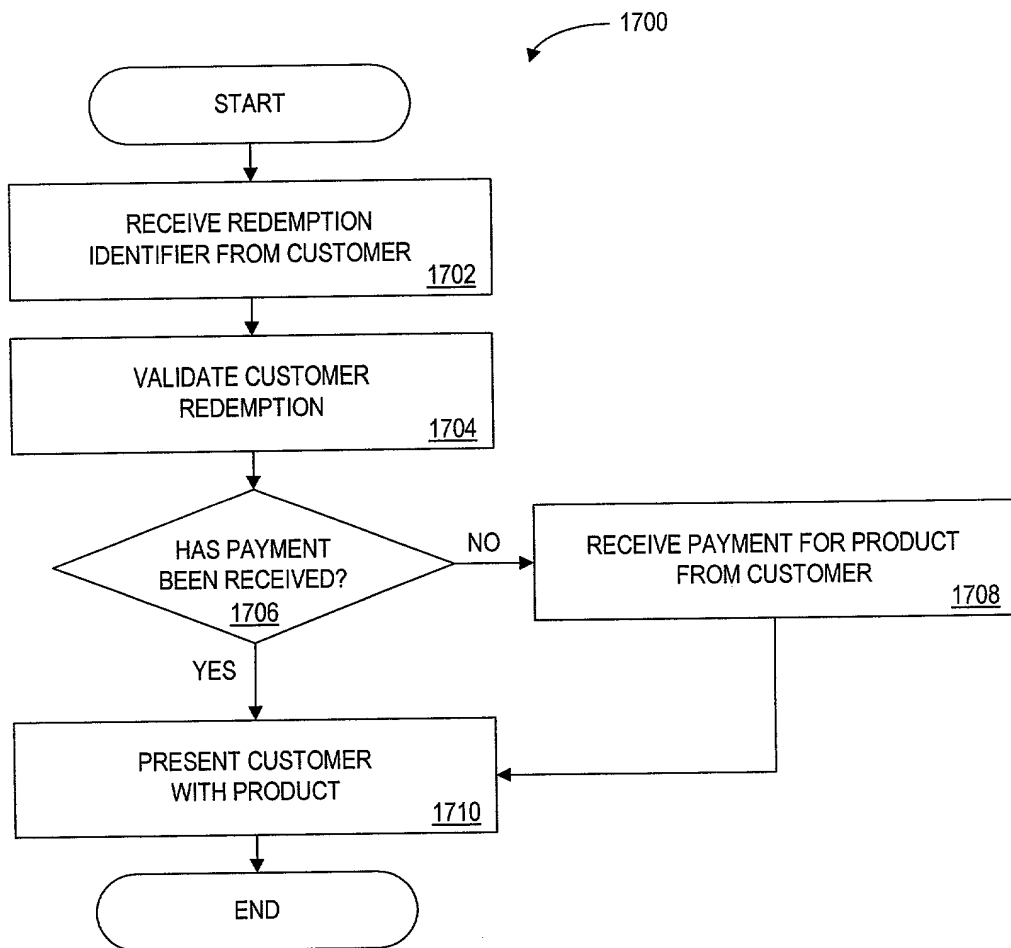 1700
START
RECEIVE REDEMPTION
IDENTIFIER FROM CUSTOMER
1702
VALIDATE CUSTOMER
REDEMPTION
1704
HAS PAYMENT
BEEN RECEIVED?
1706
NO
RECEIVE PAYMENT FOR PRODUCT
FROM CUSTOMER
1708
YES
PRESENT CUSTOMER
WITH PRODUCT
1710
END